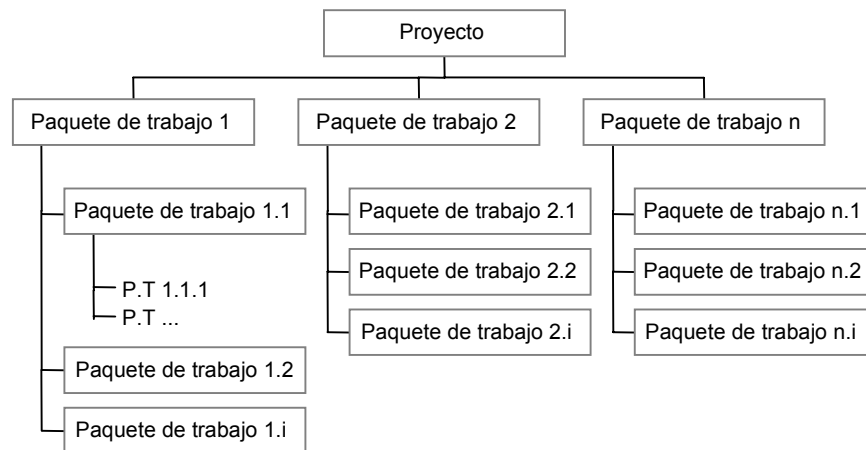 Proyecto
Paquete de trabajo 1
Paquete de trabajo 2
Paquete de trabajo n
Paquete de trabajo 1.1
P.T 1.1.1
P.T ...
Paquete de trabajo 1.2
Paquete de trabajo 1.i
Paquete de trabajo 2.1
Paquete de trabajo 2.2
Paquete de trabajo 2.i
Paquete de trabajo n.1
Paquete de trabajo n.2
Paquete de trabajo n.i